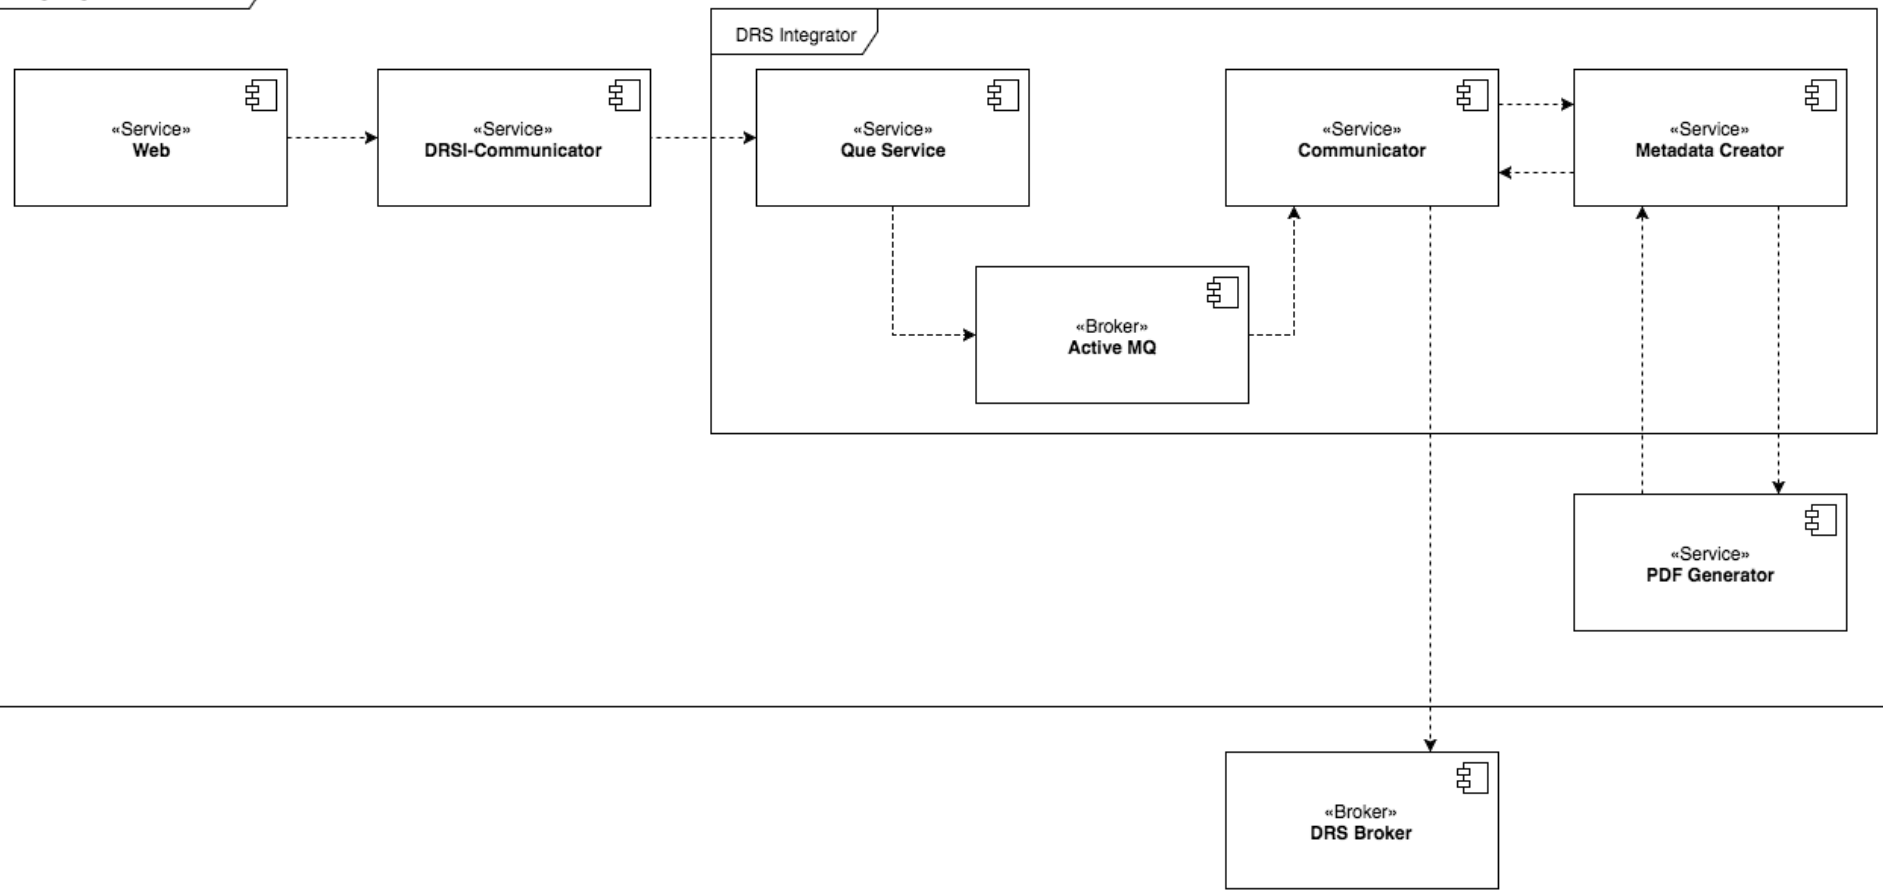 DRS Integrator
«Service»
Web
«Service»
DRSI-Communicator
«Service»
Que Service
«Service»
Communicator
«Service»
Metadata Creator
«Broker»
Active MQ
«Service»
PDF Generator
«Broker»
DRS Broker